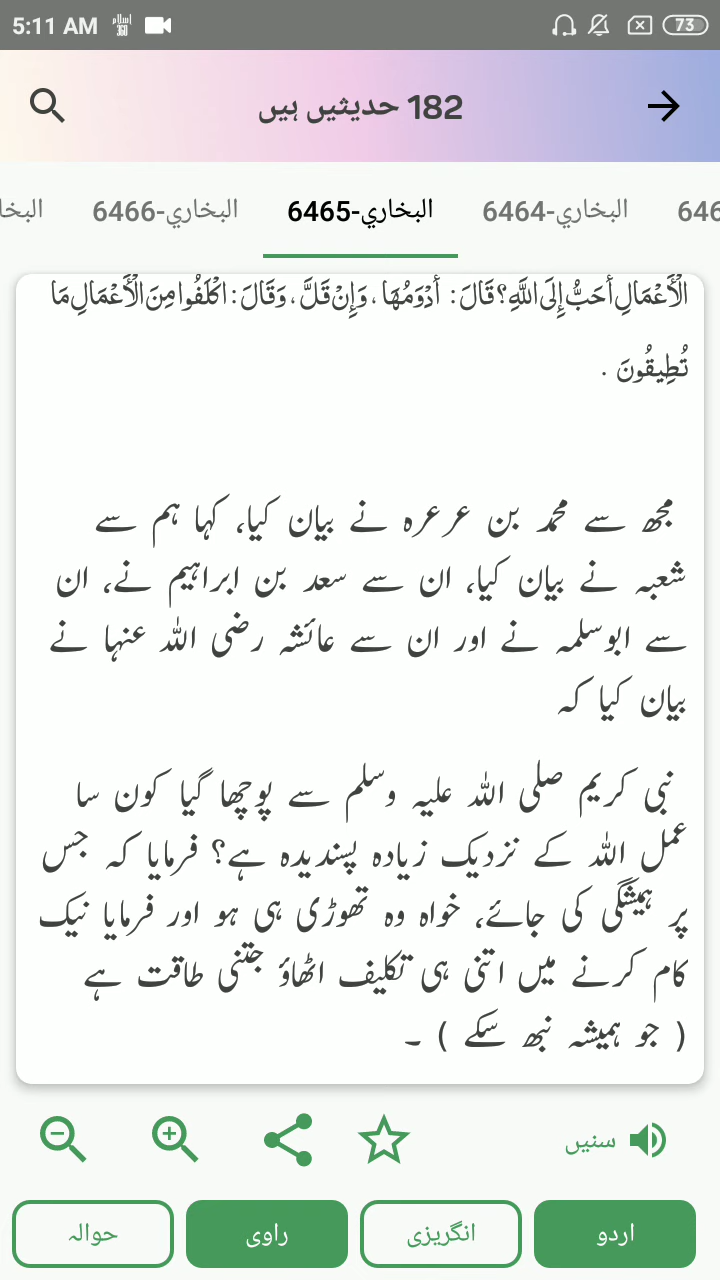 5:11 AM
اسلام
360
73
182 حدیثیں ہیں
646
البخاري-6464
البخاري-6465
البخاري-6466
البخا
الْأَعْمَالِ أَحَبُّ إِلَى اللَّهِ؟ قَالَ: أَدْوَمُهَا، وَإِنْ قَلَّ، وَقَالَ: اكْلَفُوا مِنَ الْأَعْمَالِ مَا
تُطِيقُونَ .
مجھ سے محمد بن عرعرہ نے بیان کیا، کہا ہم سے
شعبہ نے بیان کیا، ان سے سعد بن ابراہیم نے، ان
سے ابوسلمہ نے اور ان سے عائشہ رضی اللہ عنہا نے
بیان کیا کہ
نبی کریم صلی اللہ علیہ وسلم سے پوچھا گیا کون سا
عمل اللہ کے نزدیک زیادہ پسندیدہ ہے؟ فرمایا کہ جس
پر ہمیشگی کی جائے، خواہ وہ تھوڑی ہی ہو اور فرمایا نیک
کام کرنے میں اتنی ہی تکلیف اٹھاؤ جتنی طاقت ہے
( جو ہمیشہ نبھ سکے ) ۔
سنیں
اردو
انگریزی
راوی
حوالہ